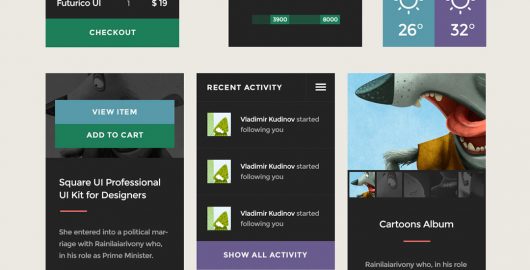 Futurico UI 1 $ 19
CHECKOUT
3900 8000
26° 32°
VIEW ITEM
ADD TO CART
Square UI Professional
UI Kit for Designers
She entered into a political mar-
riage with Rainilaiarivony who,
in his role as Prime Minister.
RECENT ACTIVITY
Vladimir Kudinov started
following you
Vladimir Kudinov started
following you
Vladimir Kudinov started
following you
SHOW ALL ACTIVITY
Cartoons Album
Rainilaiarivony who, in his role